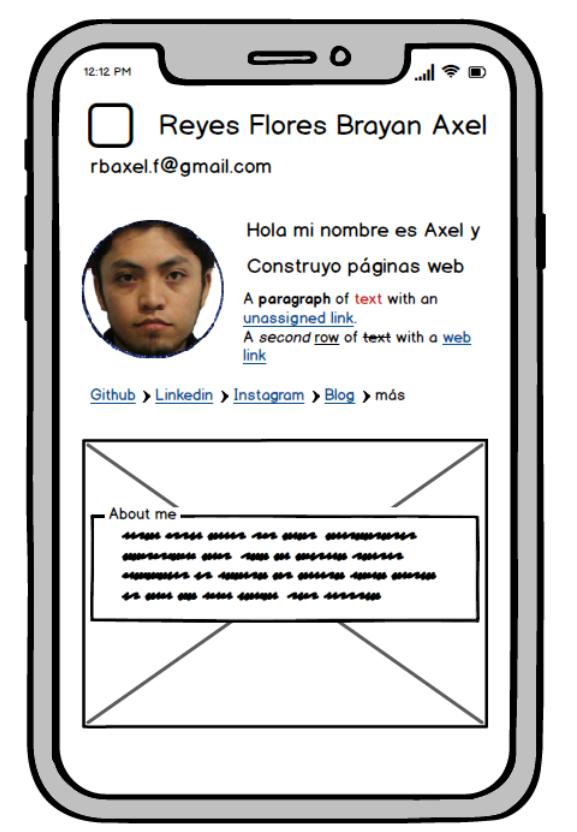 12:12 PM
Reyes Flores Brayan Axel
rbaxel.f@gmail.com
Hola mi nombre es Axel y
Construyo páginas web
A paragraph of text with an
unassigned link.
A second row of text with a web
link
Github > Linkedin > Instagram > Blog > más
About me